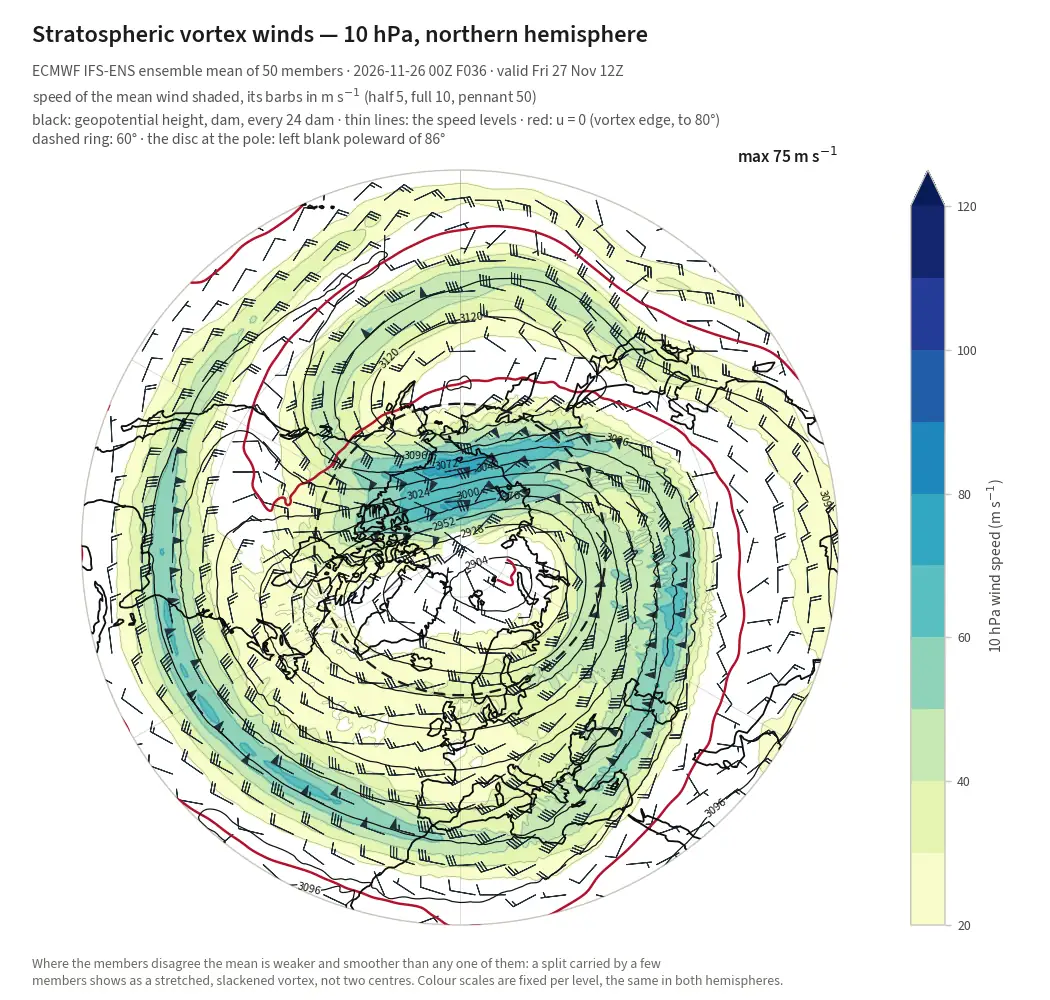 Stratospheric vortex winds — 10 hPa, northern hemisphere
ECMWF IFS-ENS ensemble mean of 50 members · 2026-11-26 00Z F036 · valid Fri 27 Nov 12Z
speed of the mean wind shaded, its barbs in m s⁻¹ (half 5, full 10, pennant 50)
black: geopotential height, dam, every 24 dam · thin lines: the speed levels · red: u = 0 (vortex edge, to 80°)
dashed ring: 60° · the disc at the pole: left blank poleward of 86°
max 75 m s⁻¹
120
100
80
60
40
20
10 hPa wind speed (m s⁻¹)
3120
3120
3096
3072
3048
3024
3000
2952
2928
2904
3096
3096
Where the members disagree the mean is weaker and smoother than any one of them: a split carried by a few
members shows as a stretched, slackened vortex, not two centres. Colour scales are fixed per level, the same in both hemispheres.